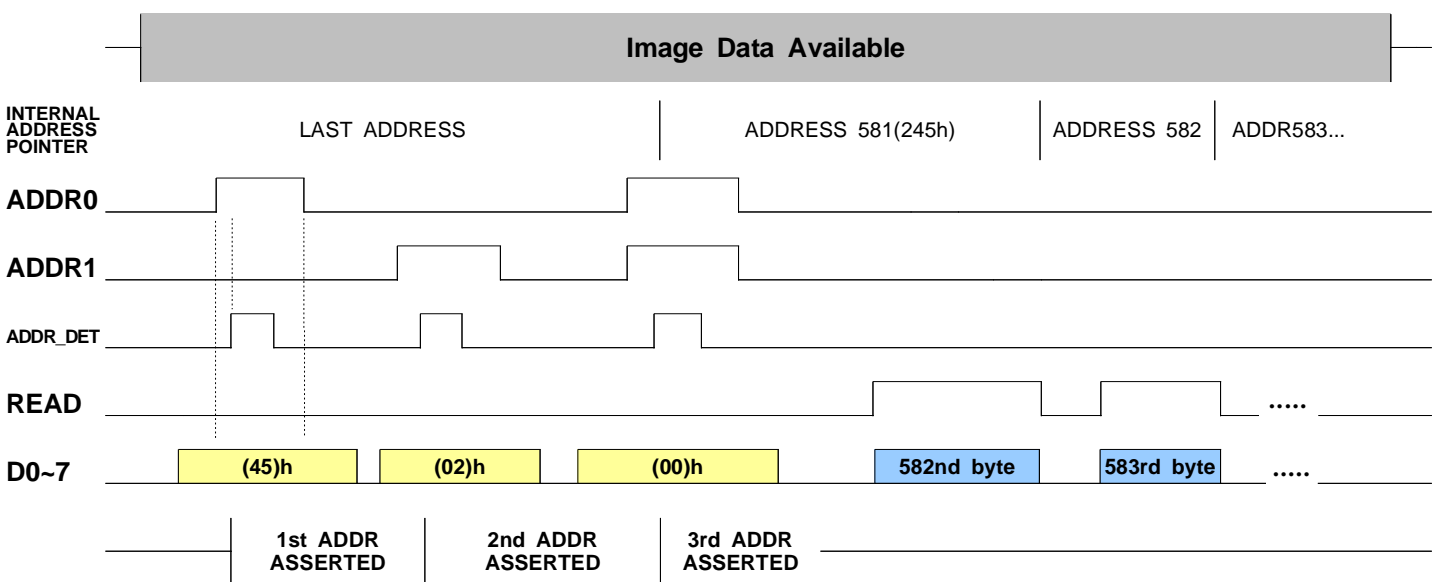 Image Data Available
INTERNAL
ADDRESS
POINTER
LAST ADDRESS
ADDRESS 581(245h)
ADDRESS 582
ADDR583...
ADDR0
ADDR1
ADDR_DET
READ
.....
D0~7
(45)h
(02)h
(00)h
582nd byte
583rd byte
.....
1st ADDR
ASSERTED
2nd ADDR
ASSERTED
3rd ADDR
ASSERTED